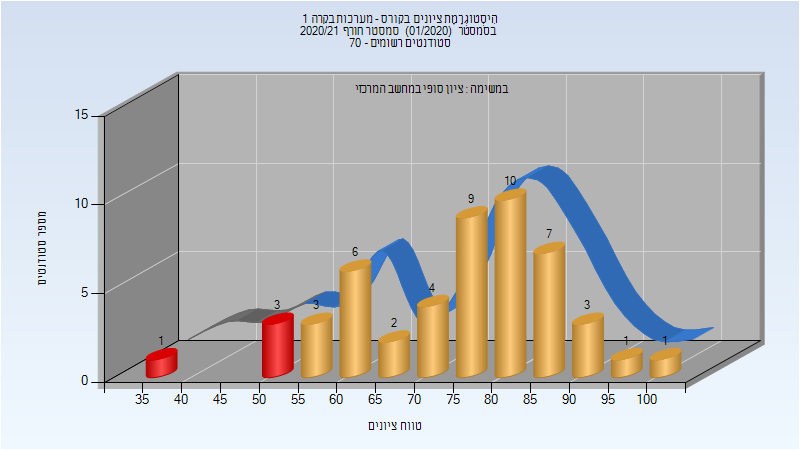 היסטוגרמת ציונים בקורס - מערכות בקרה 1
בסמסטר (01/2020) סמסטר חורף 2020/21
סטודנטים רשומים - 70
במשימה : ציון סופי במחשב המרכזי
מספר סטודנטים
15
10
5
0
1
3
3
6
2
4
9
10
7
3
1
1
35 40 45 50 55 60 65 70 75 80 85 90 95 100
טווח ציונים